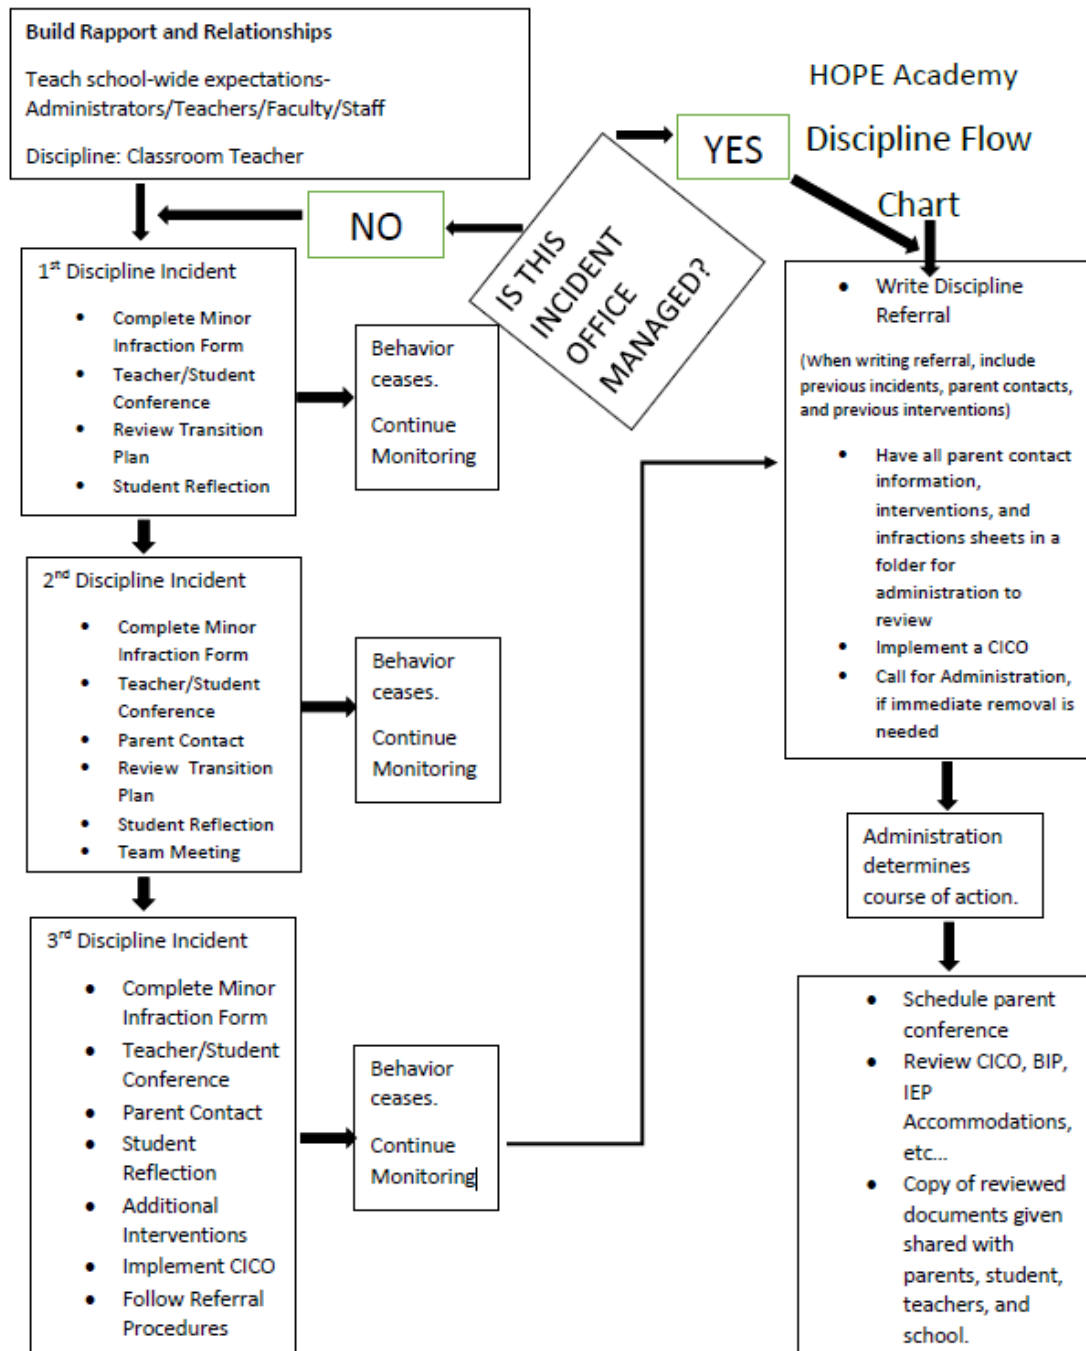 Build Rapport and Relationships
Teach school-wide expectations-
Administrators/Teachers/Faculty/Staff
Discipline: Classroom Teacher
HOPE Academy
Discipline Flow
Chart
IS THIS
INCIDENT
OFFICE
MANAGED?
YES
NO
1st Discipline Incident
• Complete Minor
Infraction Form
• Teacher/Student
Conference
• Review Transition
Plan
• Student Reflection
Behavior
ceases.
Continue
Monitoring
2nd Discipline Incident
• Complete Minor
Infraction Form
• Teacher/Student
Conference
• Parent Contact
• Review Transition
Plan
• Student Reflection
• Team Meeting
Behavior
ceases.
Continue
Monitoring
3rd Discipline Incident
• Complete Minor
Infraction Form
• Teacher/Student
Conference
• Parent Contact
• Student
Reflection
• Additional
Interventions
• Implement CICO
• Follow Referral
Procedures
Behavior
ceases.
Continue
Monitoring
• Write Discipline
Referral
(When writing referral, include
previous incidents, parent contacts,
and previous interventions)
• Have all parent contact
information,
interventions, and
infractions sheets in a
folder for
administration to
review
• Implement a CICO
• Call for Administration,
if immediate removal is
needed
Administration
determines
course of action.
• Schedule parent
conference
• Review CICO, BIP,
IEP
Accommodations,
etc...
• Copy of reviewed
documents given
shared with
parents, student,
teachers, and
school.